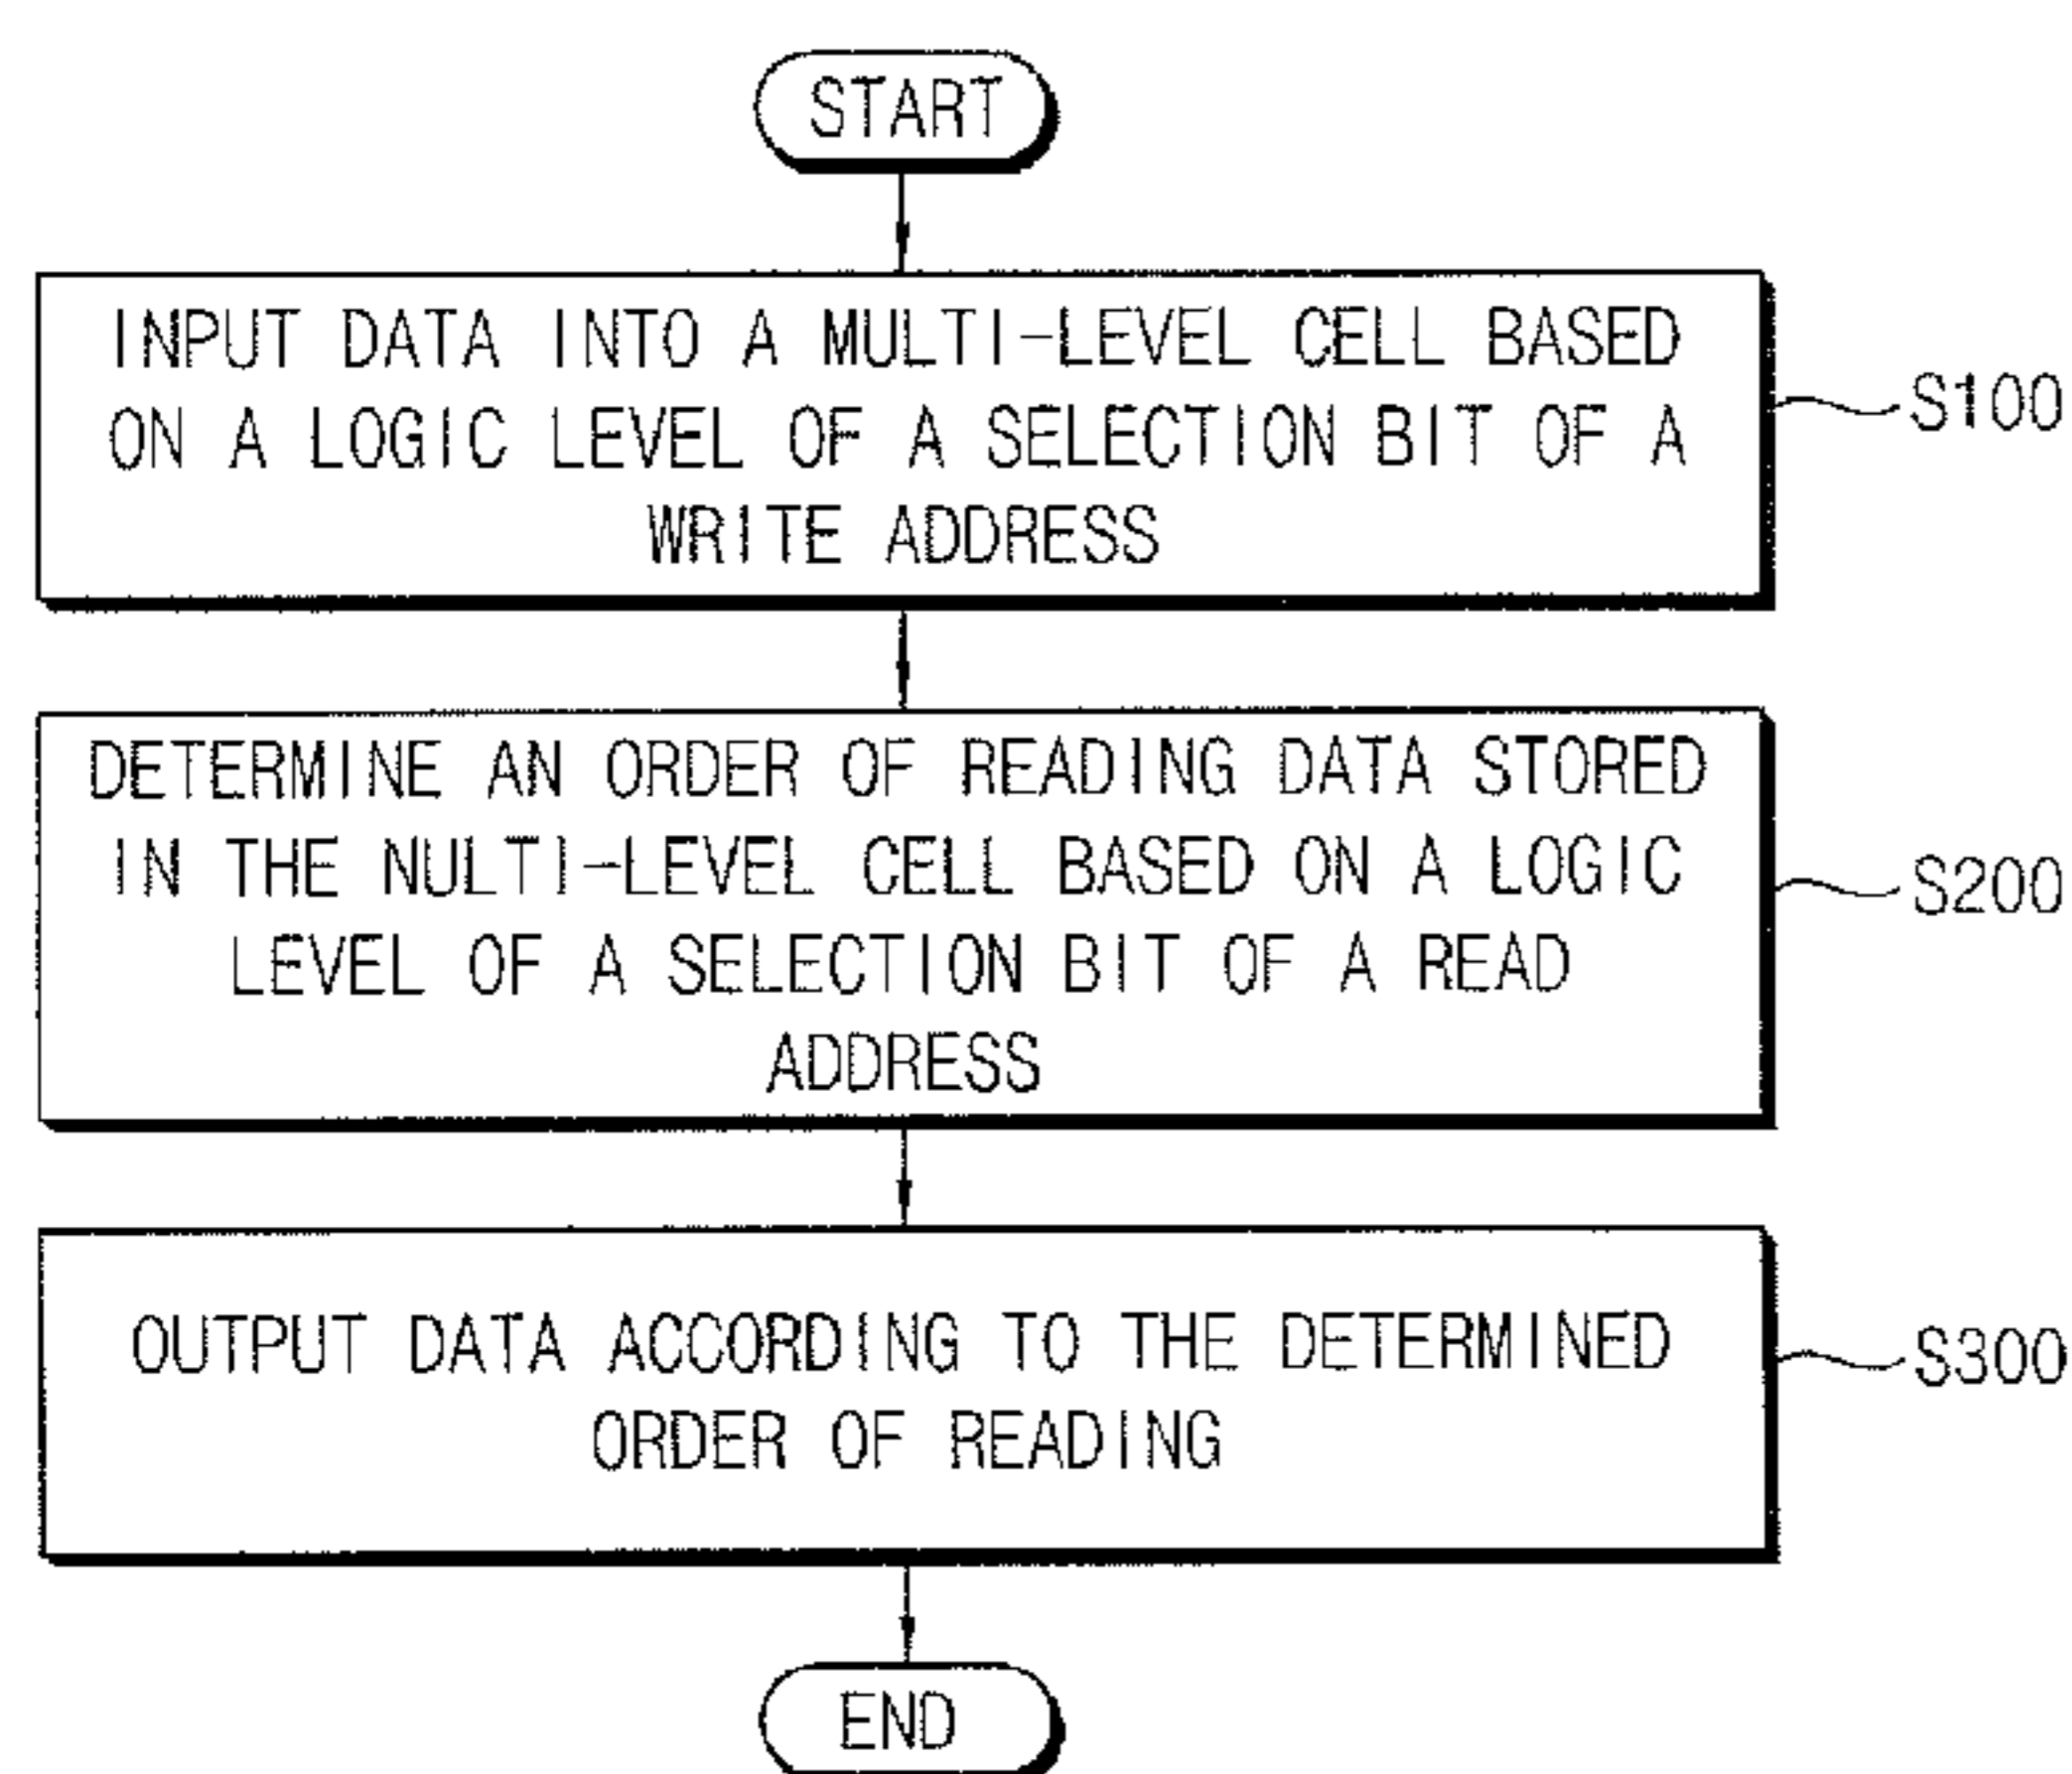 START
INPUT DATA INTO A MULTI-LEVEL CELL BASED
ON A LOGIC LEVEL OF A SELECTION BIT OF A
WRITE ADDRESS
S100
DETERMINE AN ORDER OF READING DATA STORED
IN THE NULTI-LEVEL CELL BASED ON A LOGIC
LEVEL OF A SELECTION BIT OF A READ
ADDRESS
S200
OUTPUT DATA ACCORDING TO THE DETERMINED
ORDER OF READING
S300
END